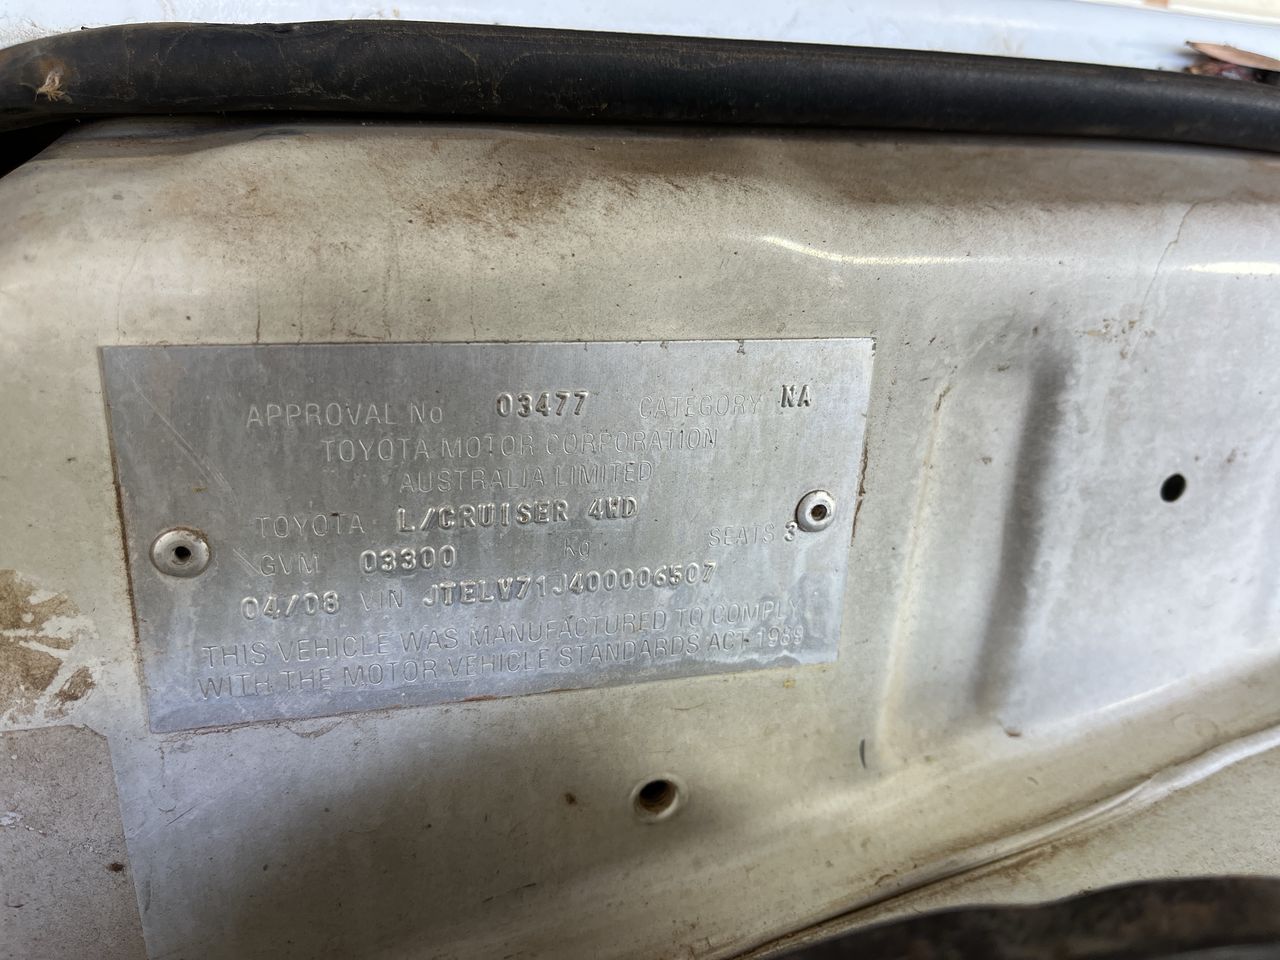 APPROVAL No 03477 CATEGORY NA
TOYOTA MOTOR CORPORATION
AUSTRALIA LIMITED
TOYOTA L/CRUISER 4WD
GVM 03300 Kg SEATS 3
04/08 VIN JTELV71J400006507
THIS VEHICLE WAS MANUFACTURED TO COMPLY
WITH THE MOTOR VEHICLE STANDARDS ACT 1989